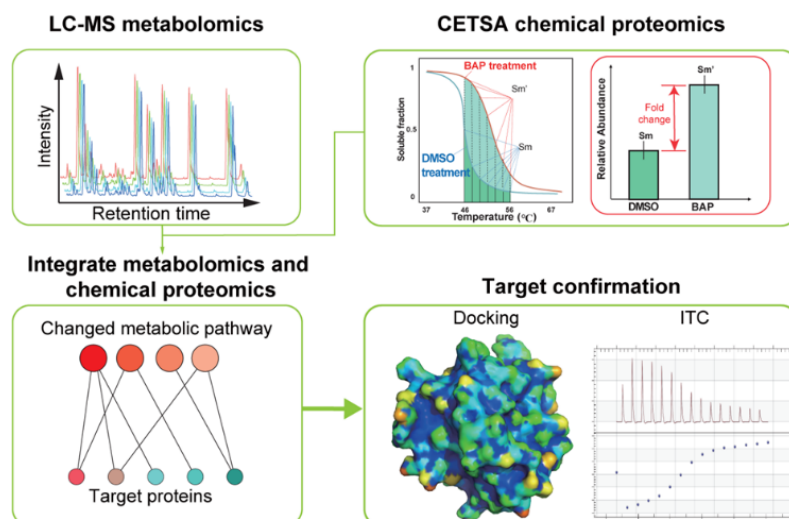 LC-MS metabolomics
Intensity
Retention time
CETSA chemical proteomics
BAP treatment
Sm'
Sm
DMSO
treatment
Soluble fraction
1
0.5
0
37
46
56
67
Temperature (°C)
Relative Abundance
Sm'
Fold
change
Sm
DMSO
BAP
Integrate metabolomics and
chemical proteomics
Changed metabolic pathway
Target proteins
Target confirmation
Docking
ITC